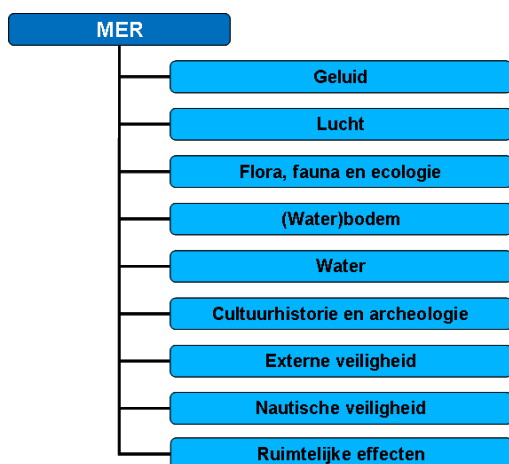 MER
Geluid
Lucht
Flora, fauna en ecologie
(Water)bodem
Water
Cultuurhistorie en archeologie
Externe veiligheid
Nautische veiligheid
Ruimtelijke effecten